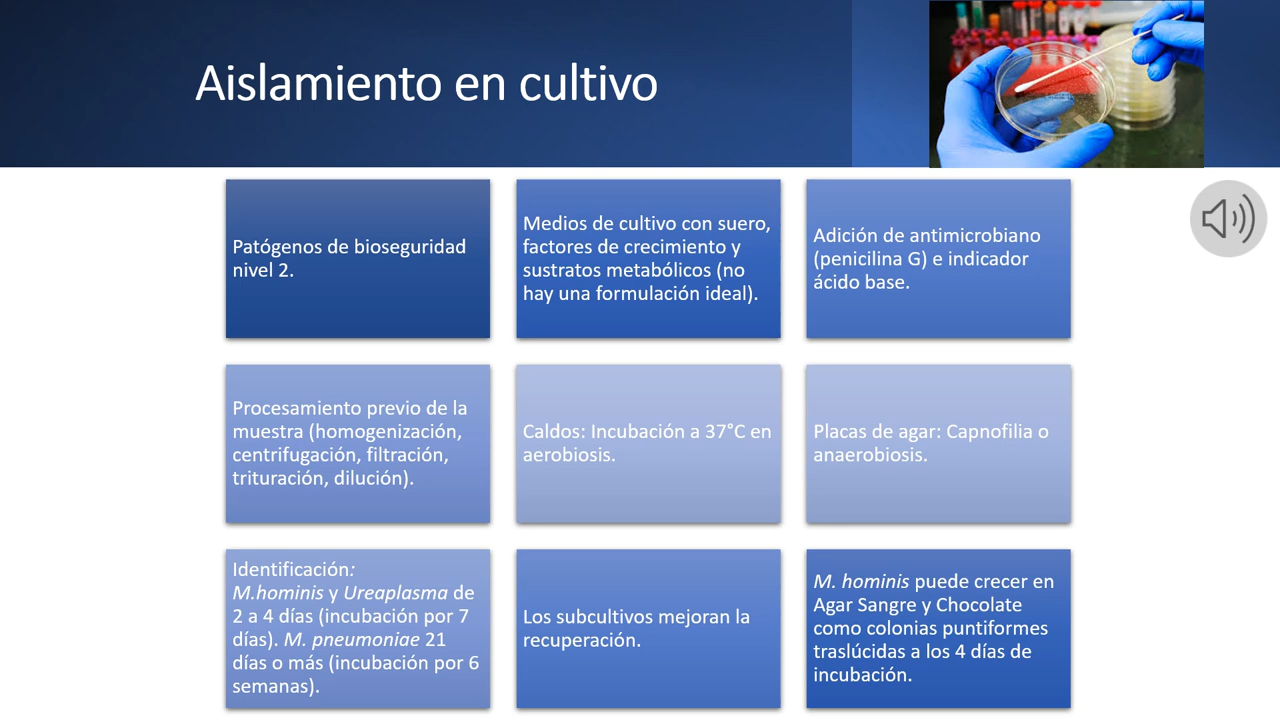 Aislamiento en cultivo
Patógenos de bioseguridad
nivel 2.
Medios de cultivo con suero,
factores de crecimiento y
sustratos metabólicos (no
hay una formulación ideal).
Adición de antimicrobiano
(penicilina G) e indicador
ácido base.
Procesamiento previo de la
muestra (homogenización,
centrifugación, filtración,
trituración, dilución).
Caldos: Incubación a 37°C en
aerobiosis.
Placas de agar: Capnofilia o
anaerobiosis.
Identificación:
M.hominis y Ureaplasma de
2 a 4 días (incubación por 7
días). M. pneumoniae 21
días o más (incubación por 6
semanas).
Los subcultivos mejoran la
recuperación.
M. hominis puede crecer en
Agar Sangre y Chocolate
como colonias puntiformes
traslúcidas a los 4 días de
incubación.